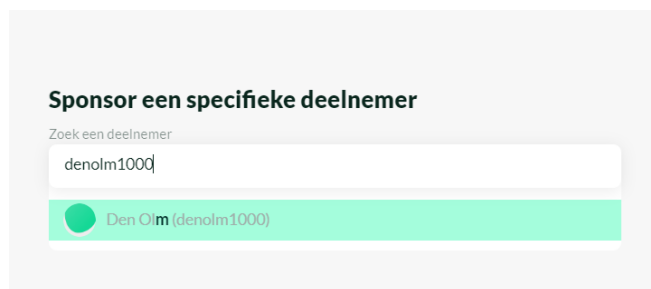 Sponsor een specifieke deelnemer
Zoek een deelnemer
denolm1000
Den Olm (denolm1000)